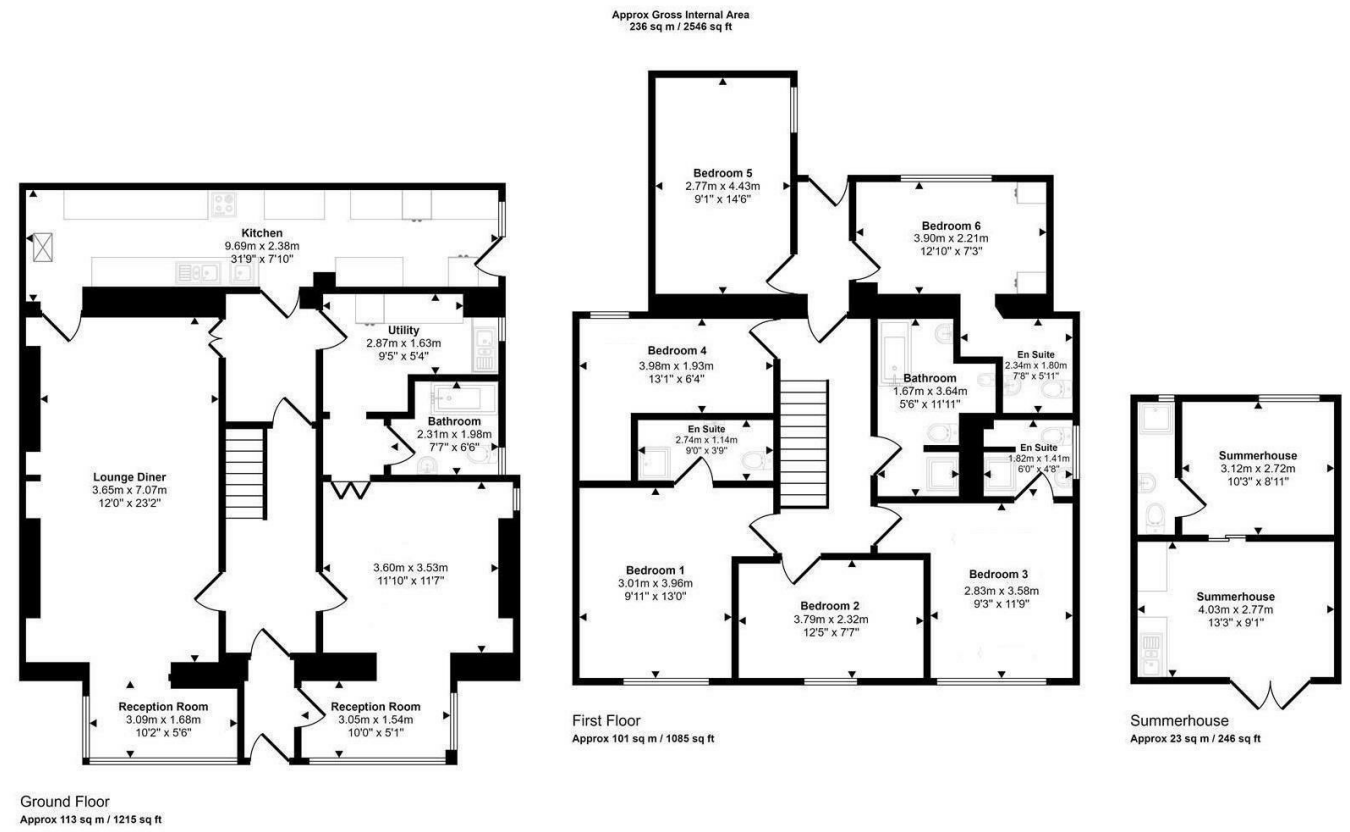 Approx Gross Internal Area
236 sq m / 2546 sq ft
Kitchen
9.69m x 2.38m
31'9" x 7'10"
Utility
2.87m x 1.63m
9'5" x 5'4"
Bathroom
2.31m x 1.98m
7'7" x 6'6"
Lounge Diner
3.65m x 7.07m
12'0" x 23'2"
3.60m x 3.53m
11'10" x 11'7"
Reception Room
3.09m x 1.68m
10'2" x 5'6"
Reception Room
3.05m x 1.54m
10'0" x 5'1"
Ground Floor
Approx 113 sq m / 1215 sq ft
Bedroom 5
2.77m x 4.43m
9'1" x 14'6"
Bedroom 6
3.90m x 2.21m
12'10" x 7'3"
Bedroom 4
3.98m x 1.93m
13'1" x 6'4"
En Suite
2.74m x 1.14m
9'0" x 3'9"
Bathroom
1.67m x 3.64m
5'6" x 11'11"
En Suite
2.34m x 1.80m
7'8" x 5'11"
En Suite
1.82m x 1.41m
6'0" x 4'8"
Bedroom 1
3.01m x 3.96m
9'11" x 13'0"
Bedroom 2
3.79m x 2.32m
12'5" x 7'7"
Bedroom 3
2.83m x 3.58m
9'3" x 11'9"
First Floor
Approx 101 sq m / 1085 sq ft
Summerhouse
3.12m x 2.72m
10'3" x 8'11"
Summerhouse
4.03m x 2.77m
13'3" x 9'1"
Summerhouse
Approx 23 sq m / 246 sq ft